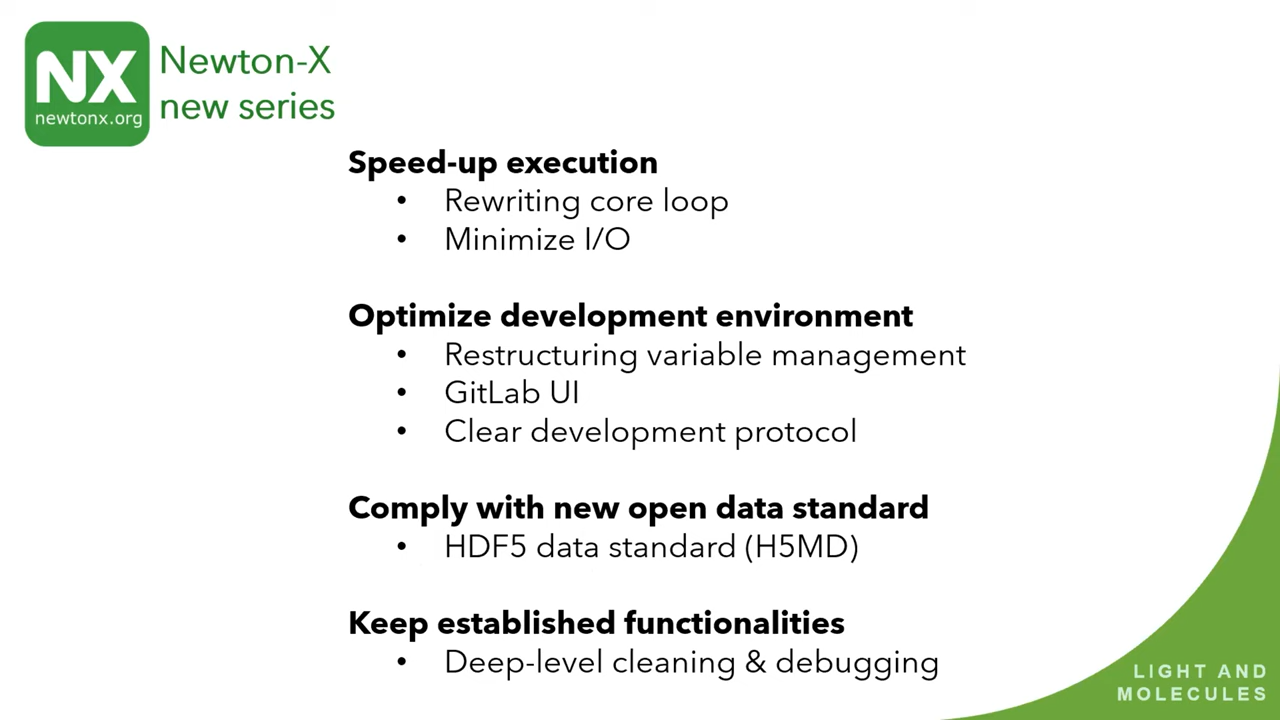 NX
newtonx.org
Newton-X
new series
Speed-up execution
• Rewriting core loop
• Minimize I/O
Optimize development environment
• Restructuring variable management
• GitLab UI
• Clear development protocol
Comply with new open data standard
• HDF5 data standard (H5MD)
Keep established functionalities
• Deep-level cleaning & debugging
LIGHT AND
MOLECULES